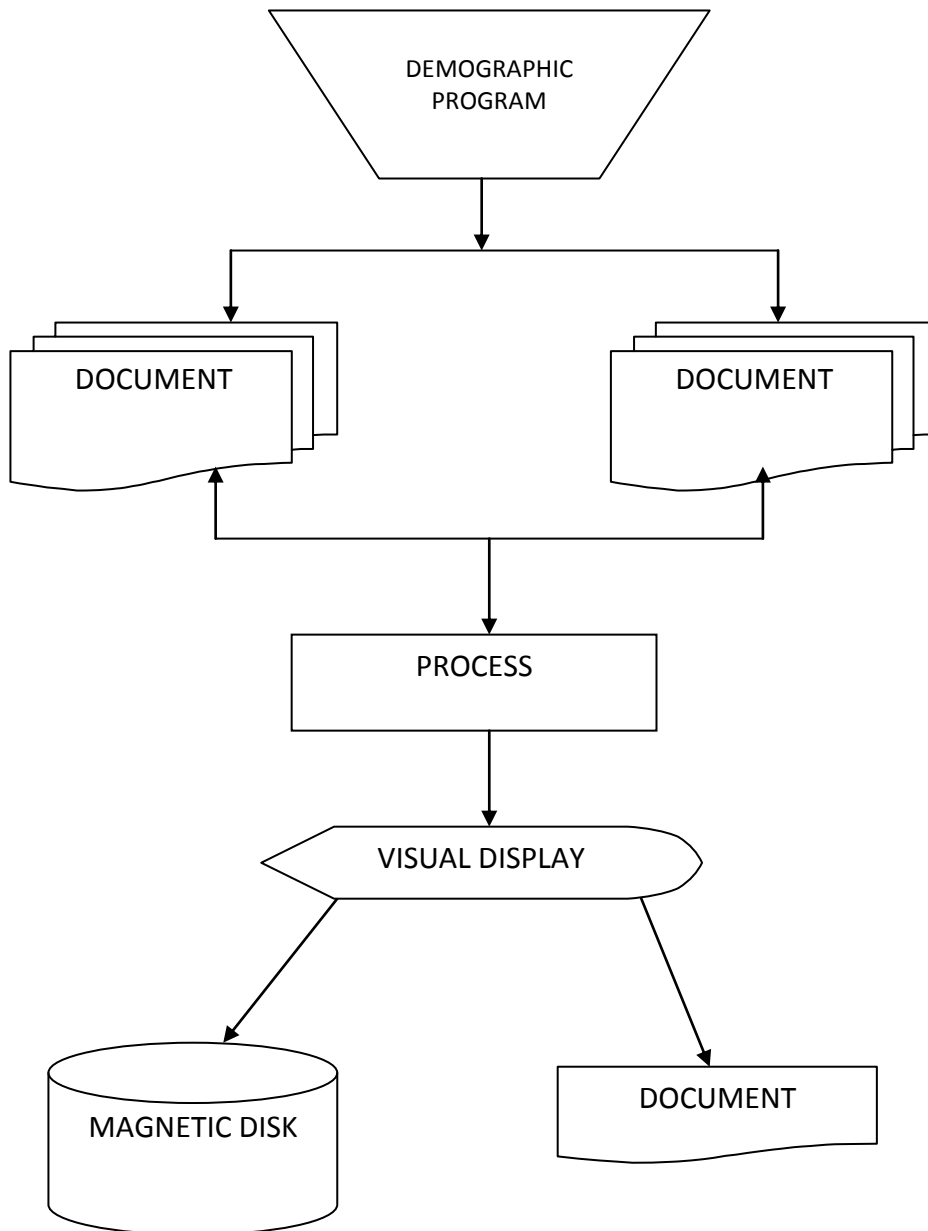 DEMOGRAPHIC
PROGRAM
DOCUMENT
DOCUMENT
PROCESS
VISUAL DISPLAY
MAGNETIC DISK
DOCUMENT